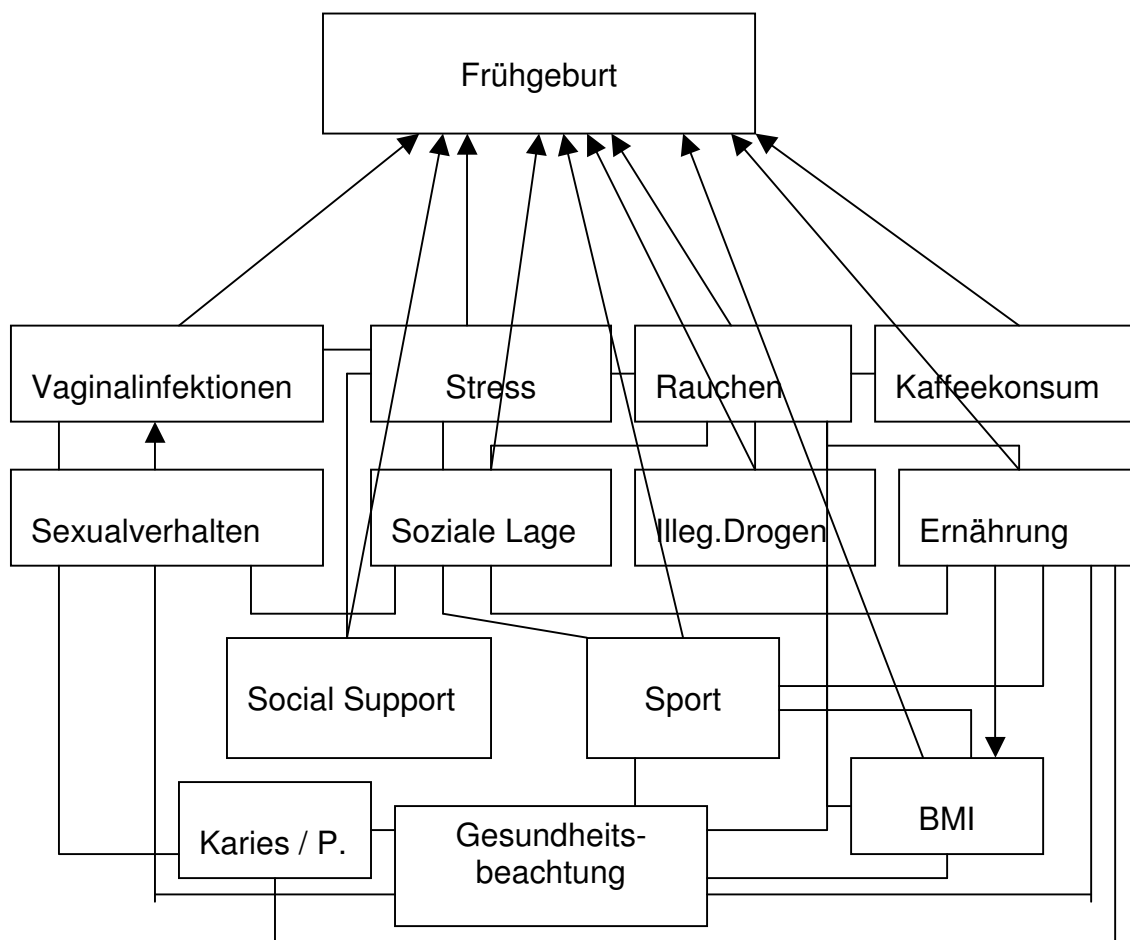 Frühgeburt
Vaginalinfektionen
Stress
Rauchen
Kaffeekonsum
Sexualverhalten
Soziale Lage
Illeg.Drogen
Ernährung
Social Support
Sport
BMI
Karies / P.
Gesundheits-
beachtung